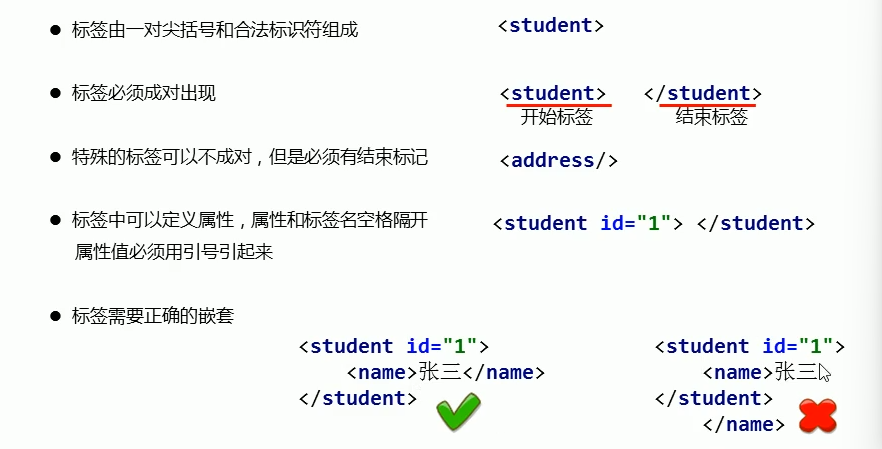 ● 标签由一对尖括号和合法标识符组成 <student>
● 标签必须成对出现 <student> </student>
开始标签 结束标签
● 特殊的标签可以不成对，但是必须有结束标记 <address/>
● 标签中可以定义属性，属性和标签名空格隔开 <student id="1"> </student>
属性值必须用引号引起来
● 标签需要正确的嵌套
<student id="1">
<name>张三</name>
</student>
<student id="1">
<name>张三
</student>
</name>